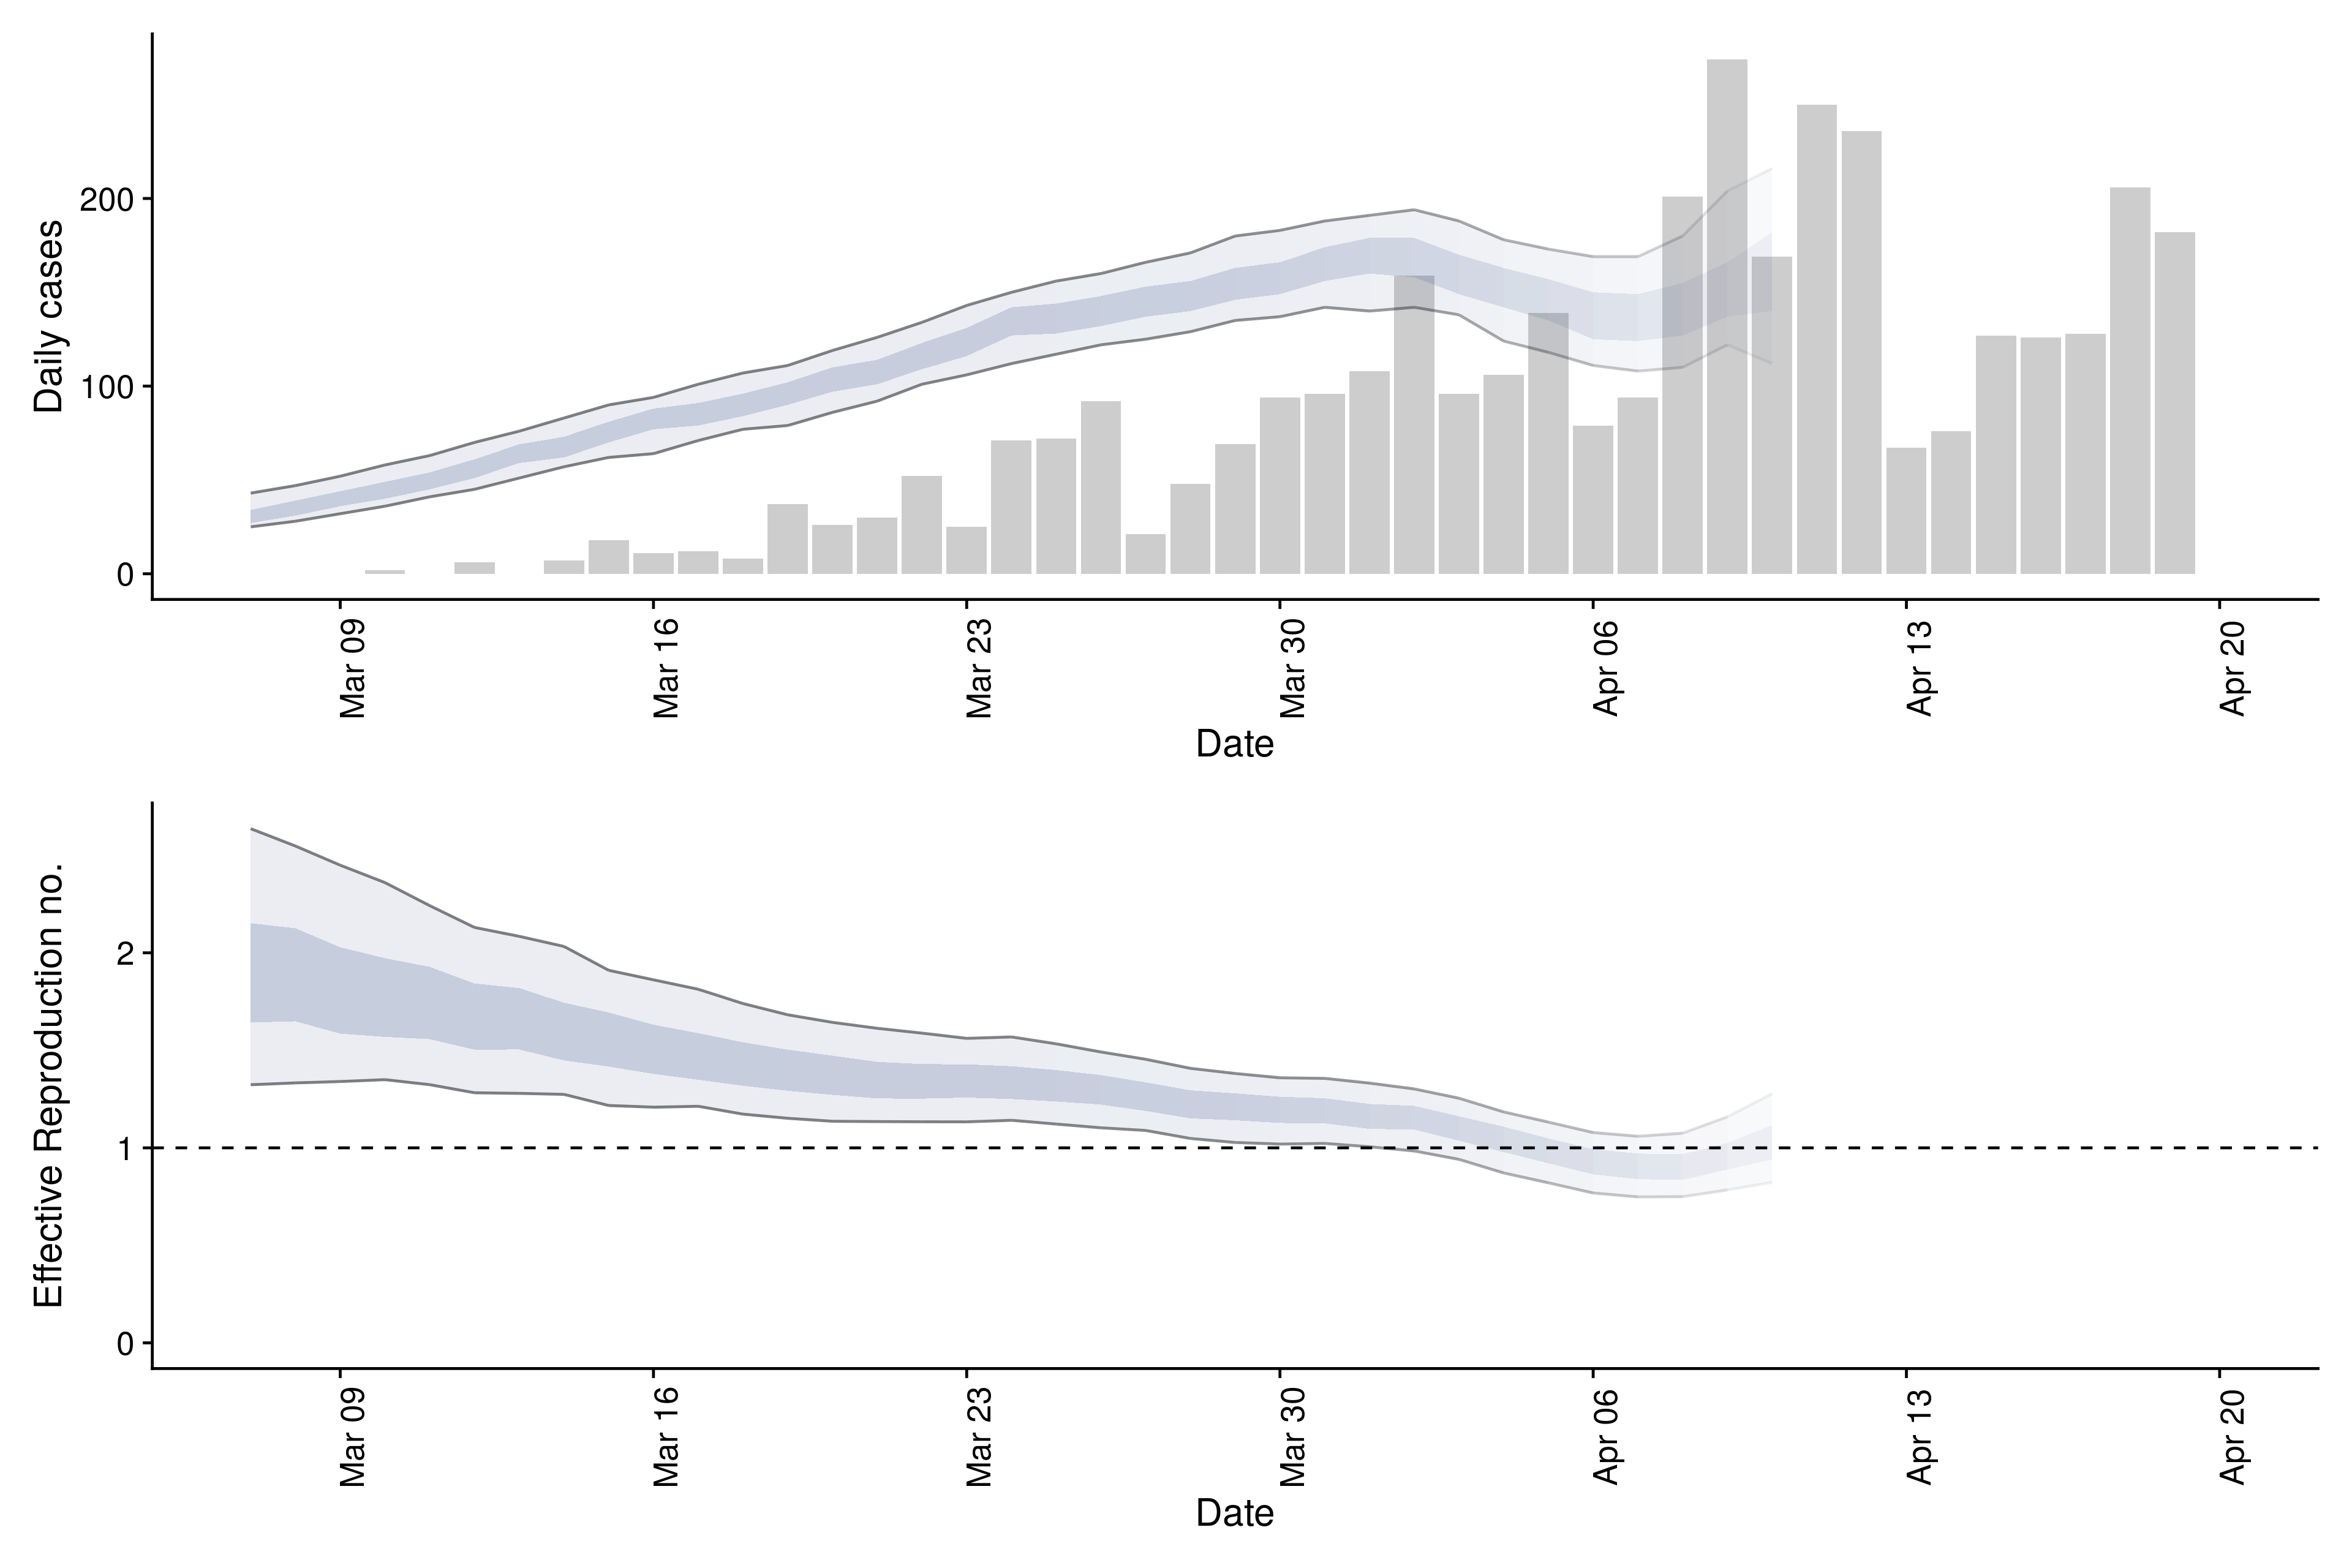 Daily cases
200
100
0
Mar 09
Mar 16
Mar 23
Mar 30
Apr 06
Apr 13
Apr 20
Date
Effective Reproduction no.
2
1
0
Mar 09
Mar 16
Mar 23
Mar 30
Apr 06
Apr 13
Apr 20
Date